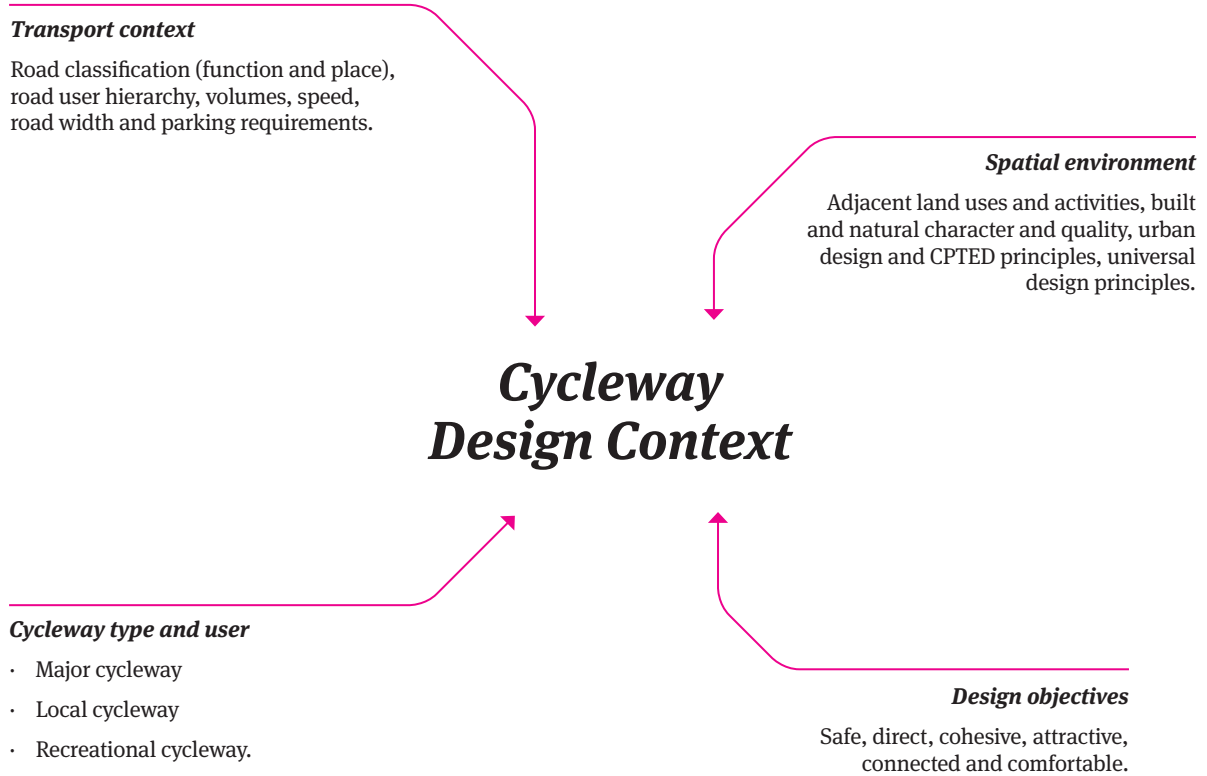 Transport context
Road classification (function and place),
road user hierarchy, volumes, speed,
road width and parking requirements.
Spatial environment
Adjacent land uses and activities, built
and natural character and quality, urban
design and CPTED principles, universal
design principles.
Cycleway
Design Context
Cycleway type and user
· Major cycleway
· Local cycleway
· Recreational cycleway.
Design objectives
Safe, direct, cohesive, attractive,
connected and comfortable.